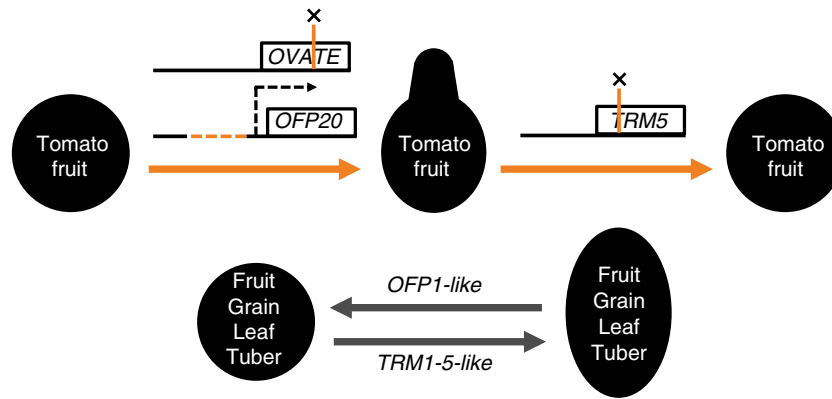 OVATE
OFP20
Tomato
fruit
Tomato
fruit
TRM5
Tomato
fruit
Fruit
Grain
Leaf
Tuber
OFP1-like
TRM1-5-like
Fruit
Grain
Leaf
Tuber